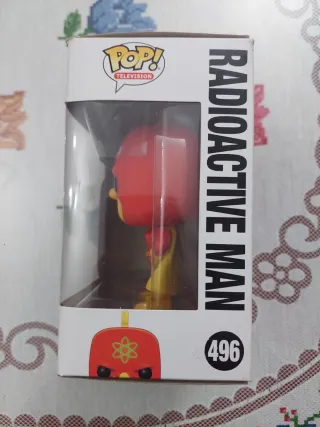 POP!
TELEVISION
RADIOACTIVE MAN
496